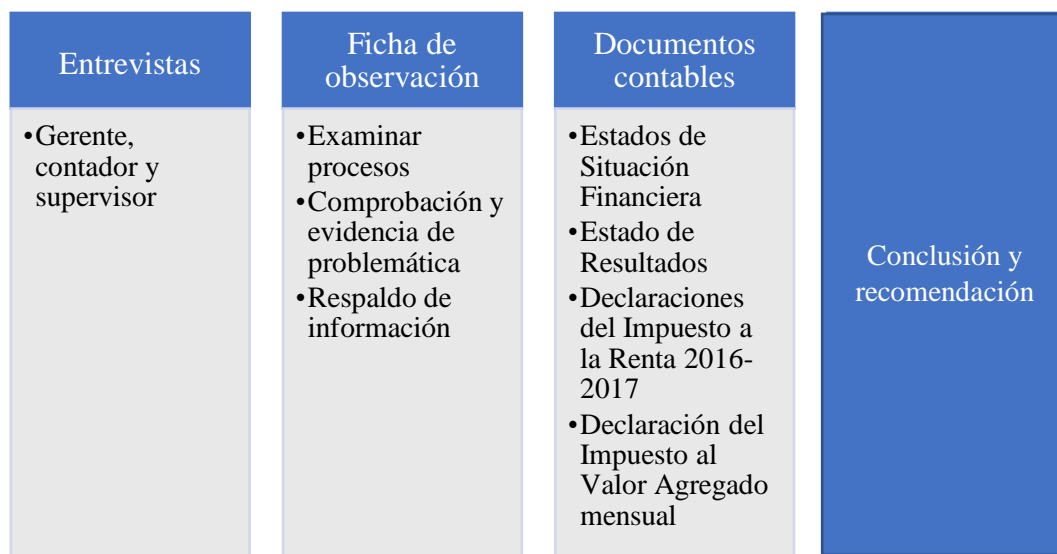 Entrevistas
•Gerente,
contador y
supervisor
Ficha de
observación
•Examinar
procesos
•Comprobación y
evidencia de
problemática
•Respaldo de
información
Documentos
contables
•Estados de
Situación
Financiera
•Estado de
Resultados
•Declaraciones
del Impuesto a
la Renta 2016-
2017
•Declaración del
Impuesto al
Valor Agregado
mensual
Conclusión y
recomendación